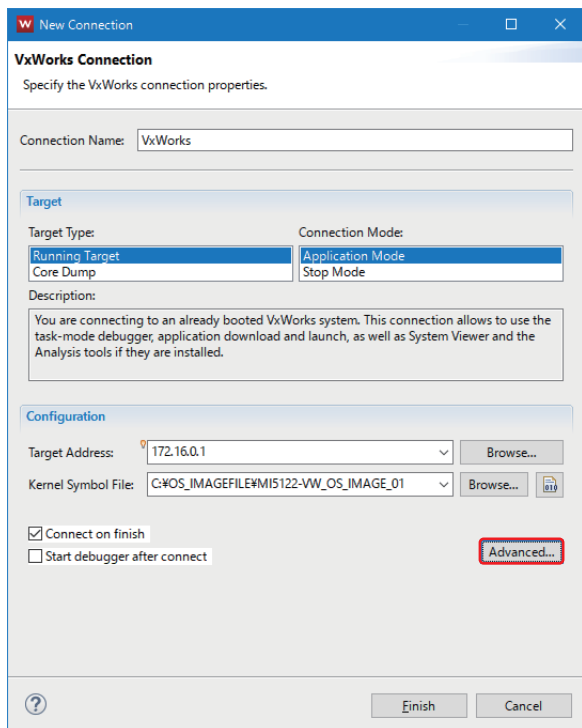 W New Connection
VxWorks Connection
Specify the VxWorks connection properties.
Connection Name: VxWorks
Target
Target Type: Connection Mode:
Running Target Application Mode
Core Dump Stop Mode
Description:
You are connecting to an already booted VxWorks system. This connection allows to use the
task-mode debugger, application download and launch, as well as System Viewer and the
Analysis tools if they are installed.
Configuration
Target Address: 172.16.0.1 Browse...
Kernel Symbol File: C:¥OS_IMAGEFILE¥MI5122-VW_OS_IMAGE_01 Browse... 010
Connect on finish
Start debugger after connect
Advanced...
? Finish Cancel